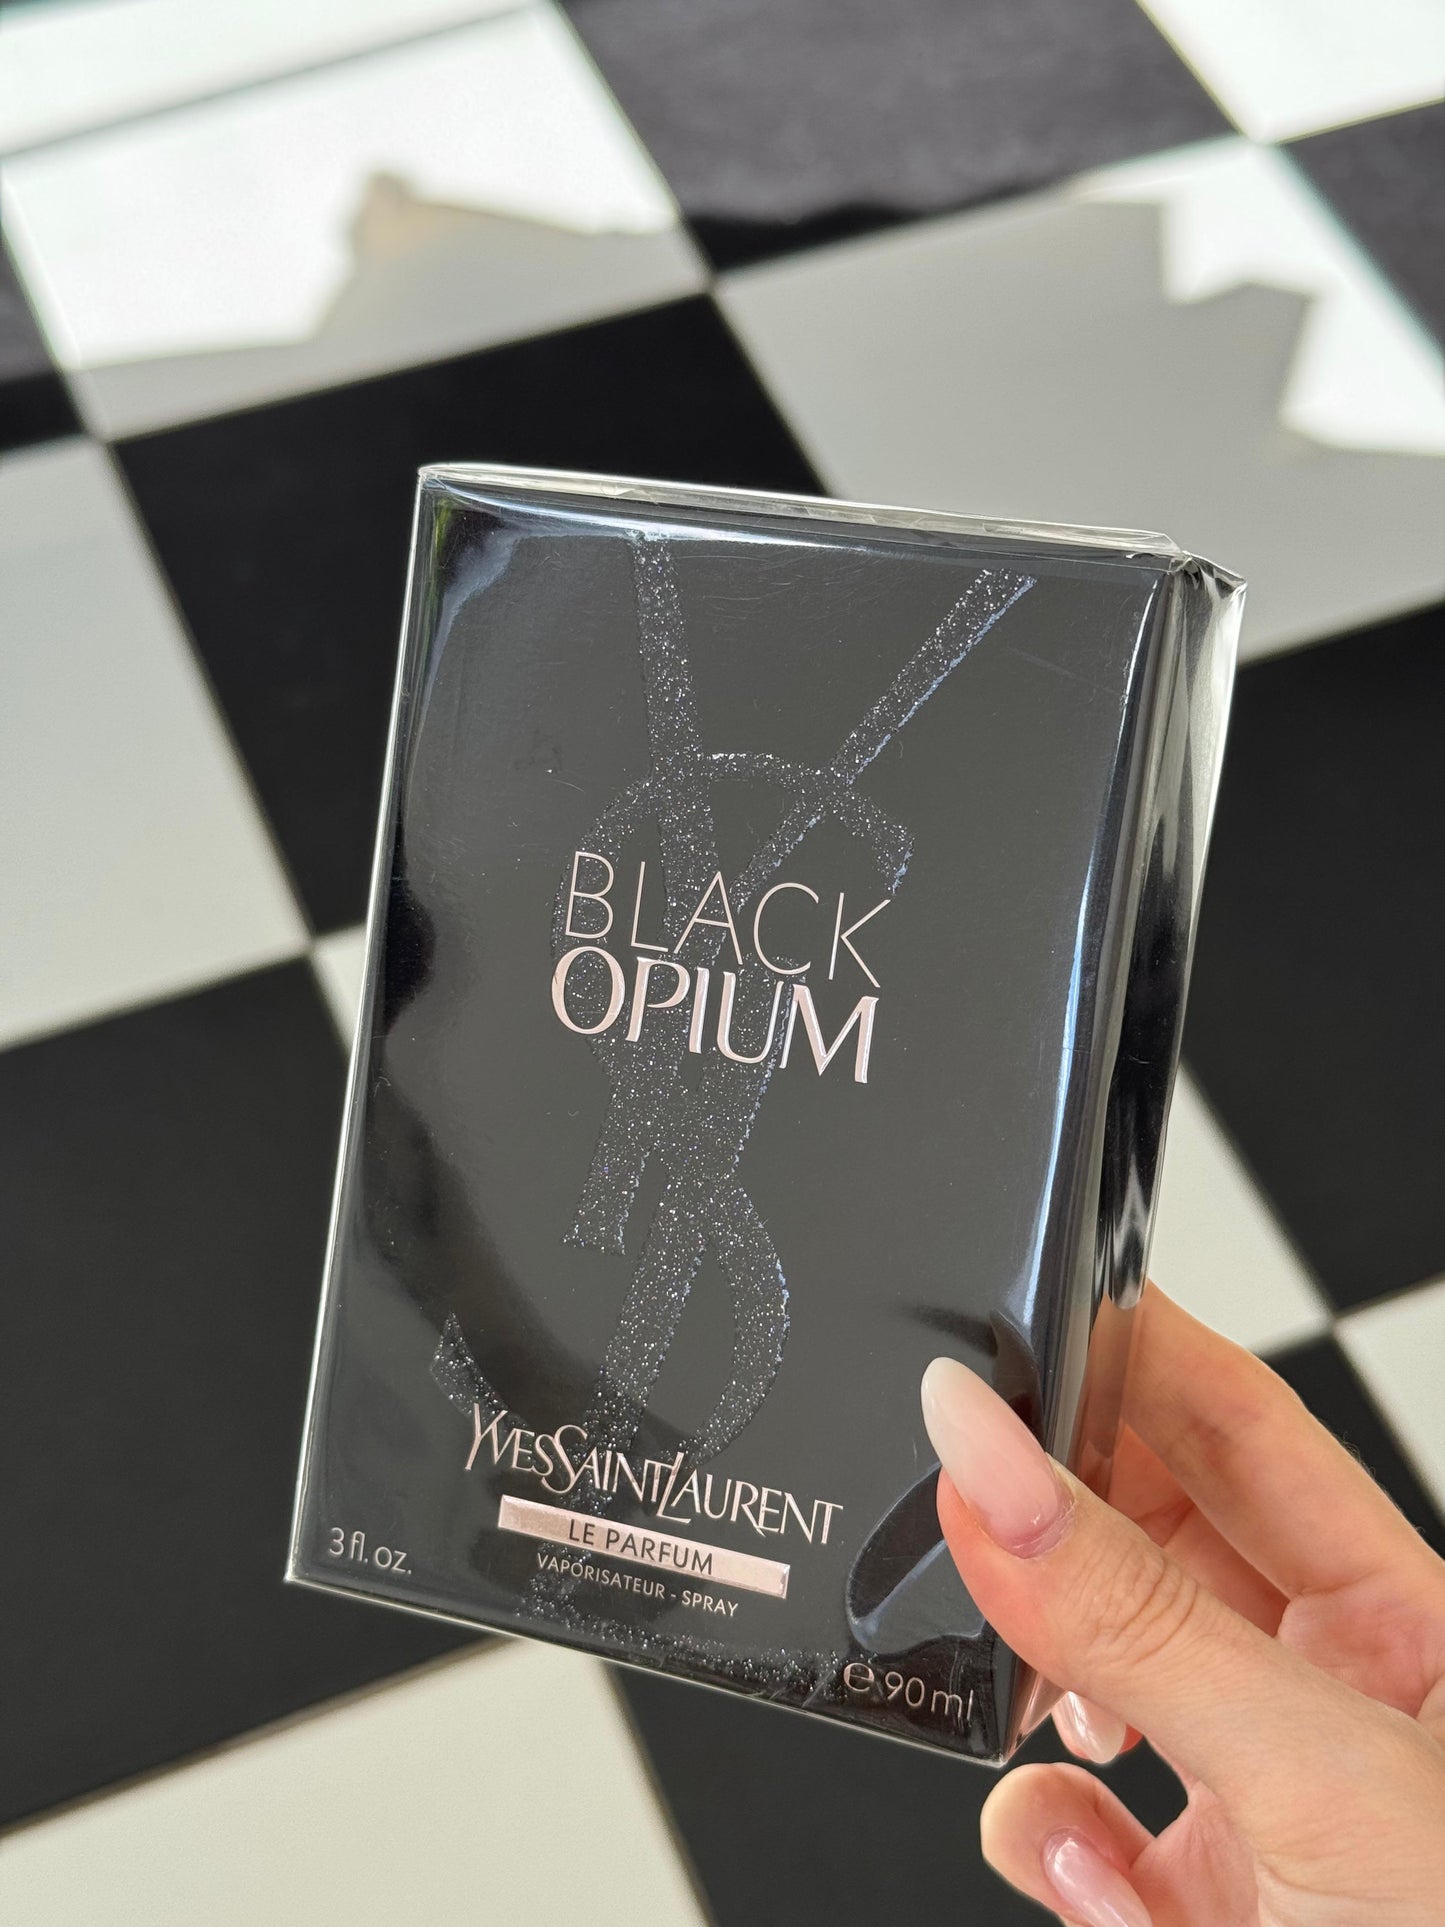 BLACK
OPIUM
YVESSAINTLAURENT
LE PARFUM
VAPORISATEUR - SPRAY
3 fl. oz.
℮ 90 ml